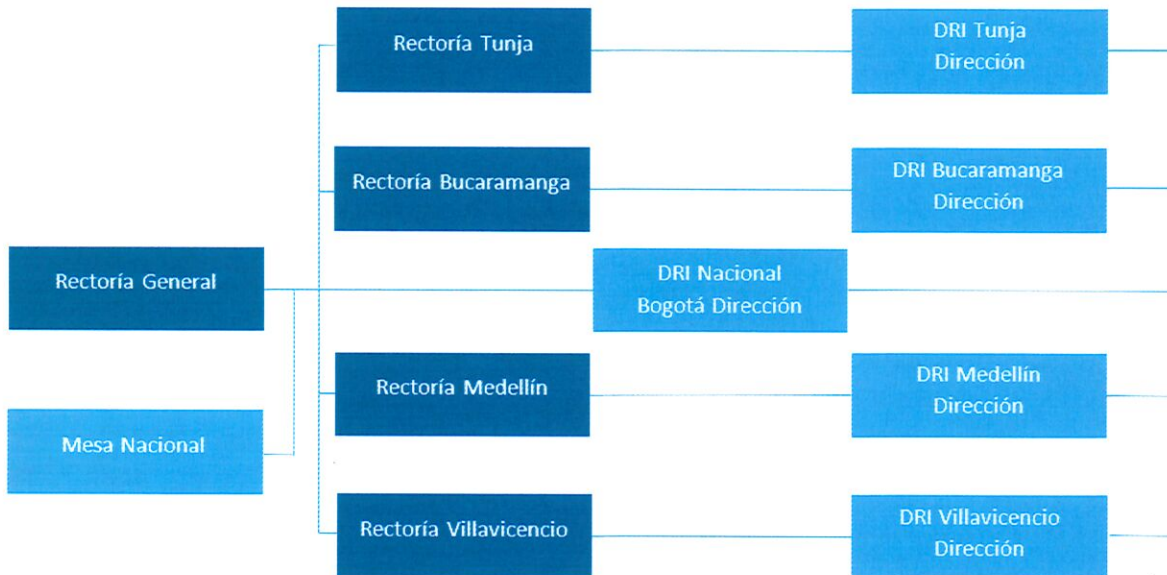 Rectoría Tunja
DRI Tunja
Dirección
Rectoría Bucaramanga
DRI Bucaramanga
Dirección
Rectoría General
DRI Nacional
Bogotá Dirección
Rectoría Medellín
DRI Medellín
Dirección
Mesa Nacional
Rectoría Villavicencio
DRI Villavicencio
Dirección